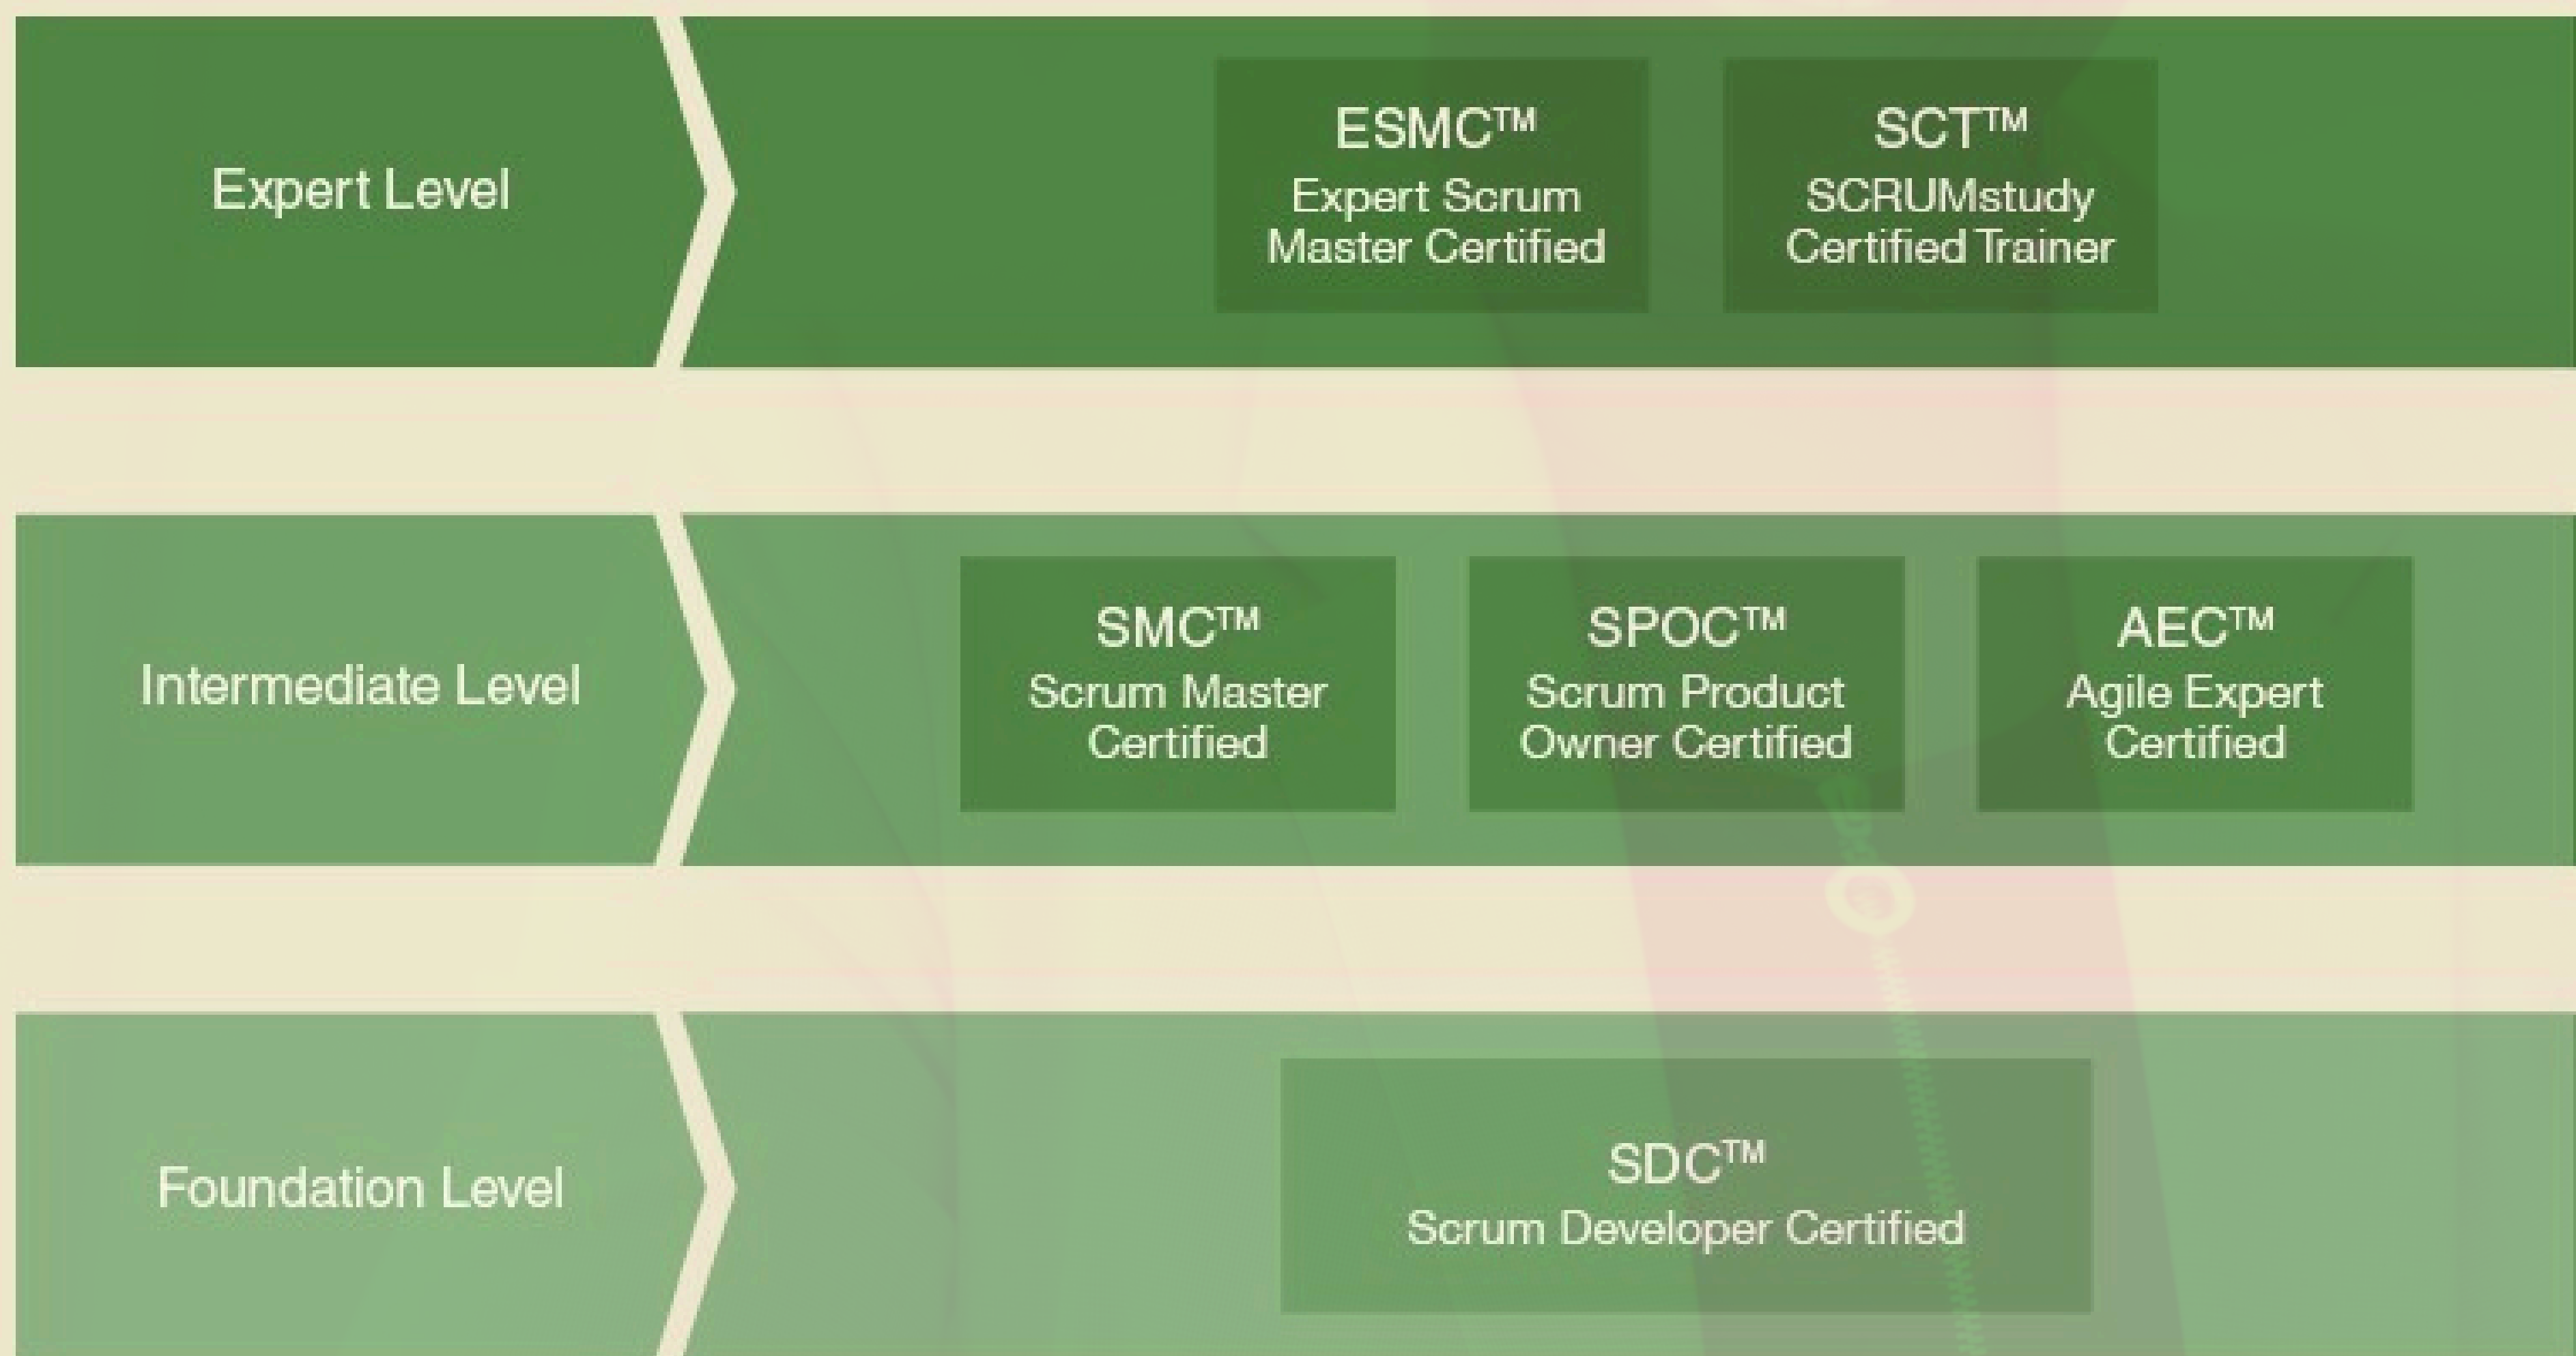 Expert Level
ESMC™
Expert Scrum
Master Certified
SCT™
SCRUMstudy
Certified Trainer
Intermediate Level
SMC™
Scrum Master
Certified
SPOC™
Scrum Product
Owner Certified
AEC™
Agile Expert
Certified
Foundation Level
SDC™
Scrum Developer Certified